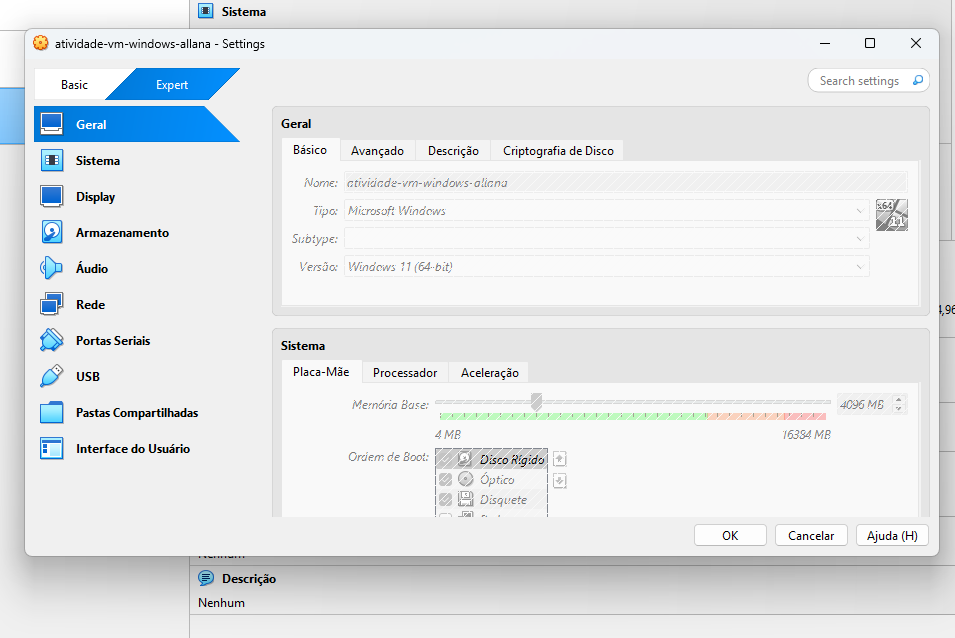 Sistema
atividade-vm-windows-allana - Settings
Basic
Expert
Search settings
Geral
Sistema
Display
Armazenamento
Áudio
Rede
Portas Seriais
USB
Pastas Compartilhadas
Interface do Usuário
Geral
Básico
Avançado
Descrição
Criptografia de Disco
Nome: atividade-vm-windows-allana
Tipo: Microsoft Windows
x64
11
Subtype:
Versão: Windows 11 (64-bit)
4,96
Sistema
Placa-Mãe
Processador
Aceleração
Memória Base:
4096 MB
4 MB
16384 MB
Ordem de Boot:
Disco Rígido
Óptico
Disquete
OK
Cancelar
Ajuda (H)
Nenhum
Descrição
Nenhum